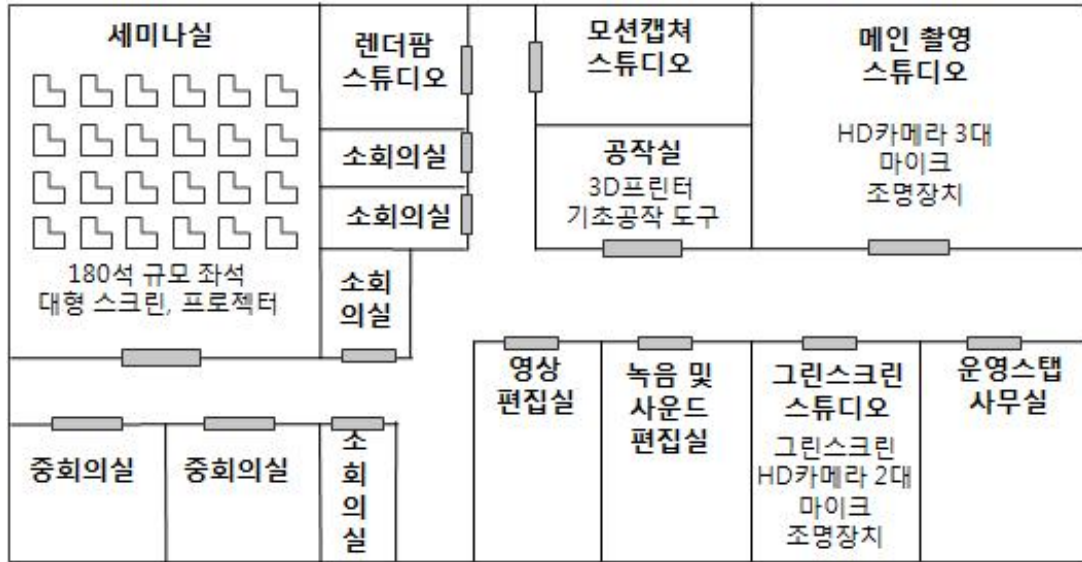 세미나실
180석 규모 좌석
대형 스크린, 프로젝터
렌더팜
스튜디오
소회의실
소회의실
소회
의실
모션캡쳐
스튜디오
공작실
3D프린터
기초공작 도구
메인 촬영
스튜디오
HD카메라 3대
마이크
조명장치
중회의실
중회의실
소
회
의
실
영상
편집실
녹음 및
사운드
편집실
그린스크린
스튜디오
그린스크린
HD카메라 2대
마이크
조명장치
운영스탭
사무실